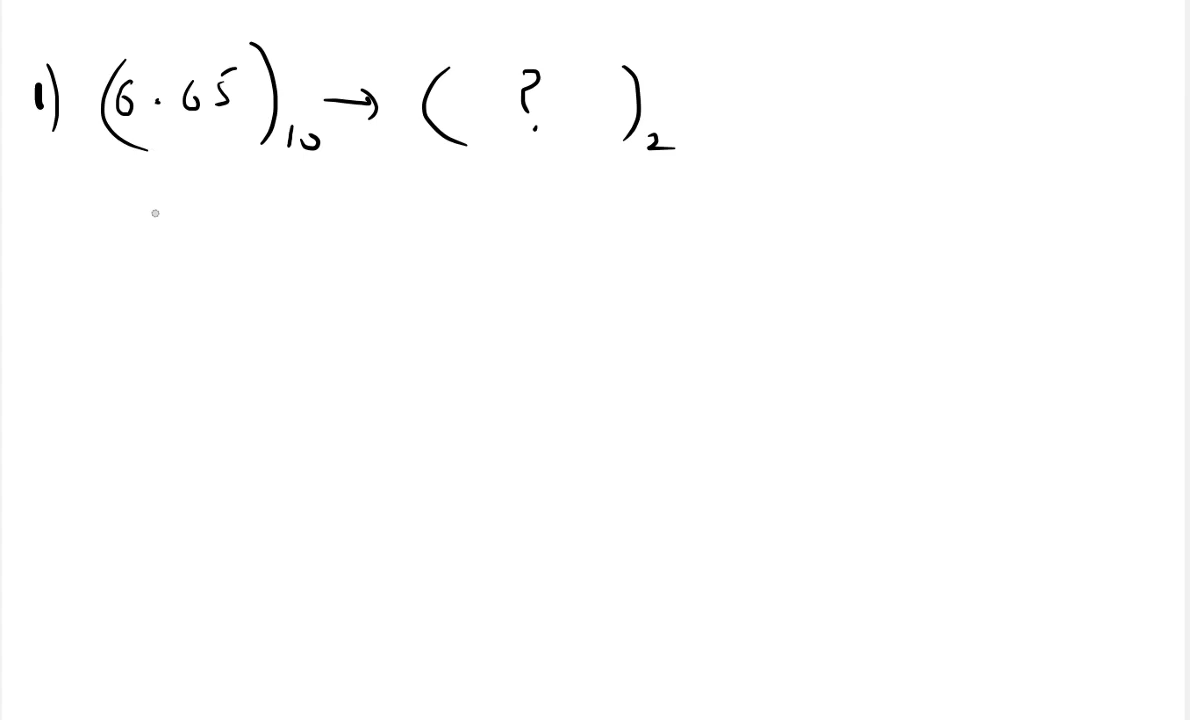 1) (6.65)₁₀ → ( ? )₂